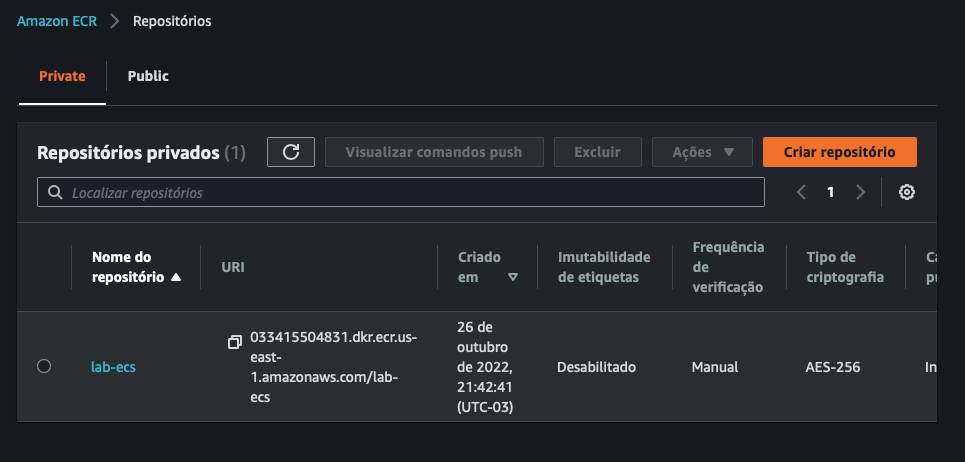 Amazon ECR > Repositórios
Private Public
Repositórios privados (1) Visualizar comandos push Excluir Ações Criar repositório
Localizar repositórios 1
Nome do repositório
URI
Criado em
Imutabilidade de etiquetas
Frequência de verificação
Tipo de criptografia
lab-ecs
033415504831.dkr.ecr.us-
east-
1.amazonaws.com/lab-
ecs
26 de
outubro
de 2022,
21:42:41
(UTC-03)
Desabilitado
Manual
AES-256